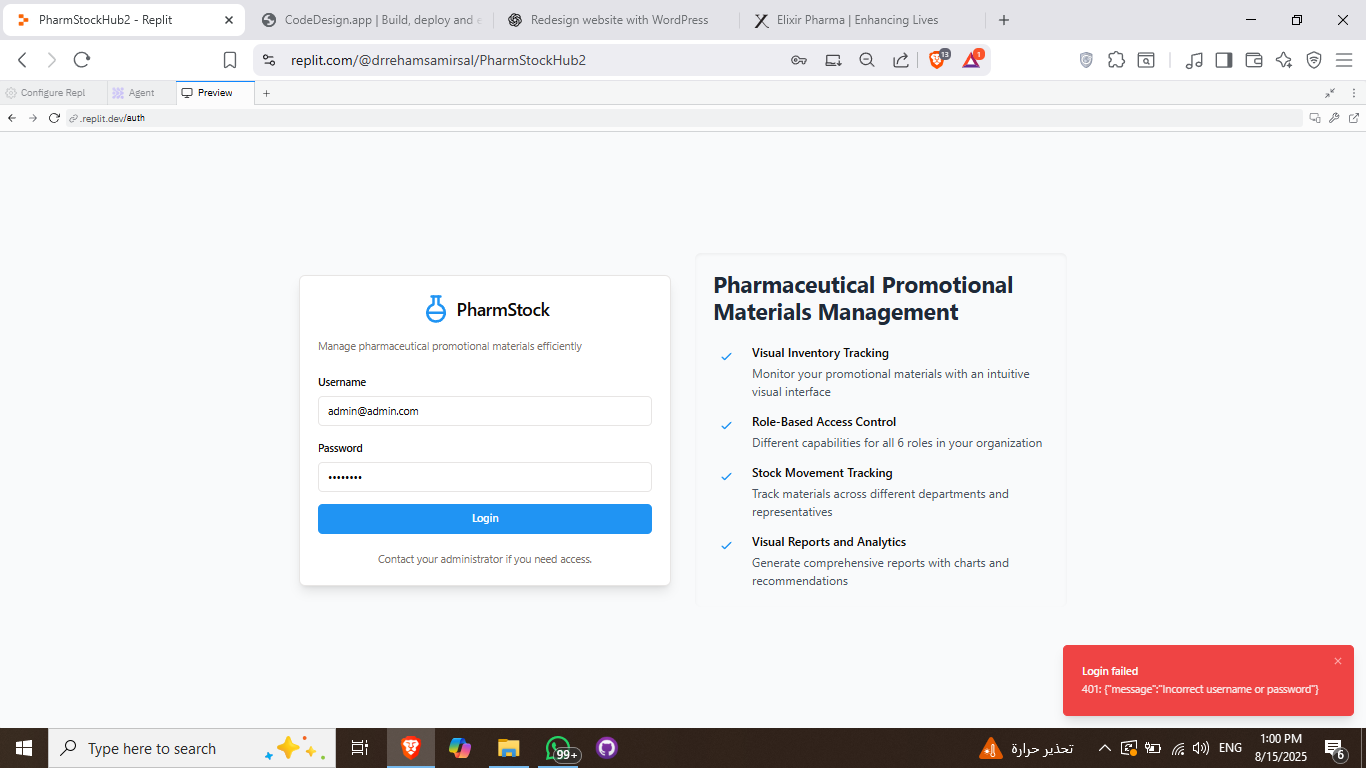 PharmStockHub2 - Replit
CodeDesign.app | Build, deploy and
Redesign website with WordPress
Elixir Pharma | Enhancing Lives
replit.com/@drrehamsamirsal/PharmStockHub2
13
1
Configure Repl
Agent
Preview
.replit.dev/auth
PharmStock
Manage pharmaceutical promotional materials efficiently
Username
admin@admin.com
Password
••••••••
Login
Contact your administrator if you need access.
Pharmaceutical Promotional
Materials Management
Visual Inventory Tracking
Monitor your promotional materials with an intuitive
visual interface
Role-Based Access Control
Different capabilities for all 6 roles in your organization
Stock Movement Tracking
Track materials across different departments and
representatives
Visual Reports and Analytics
Generate comprehensive reports with charts and
recommendations
Login failed
401: {"message":"Incorrect username or password"}
Type here to search
99+
تحذير حرارة
ENG
1:00 PM
8/15/2025
6